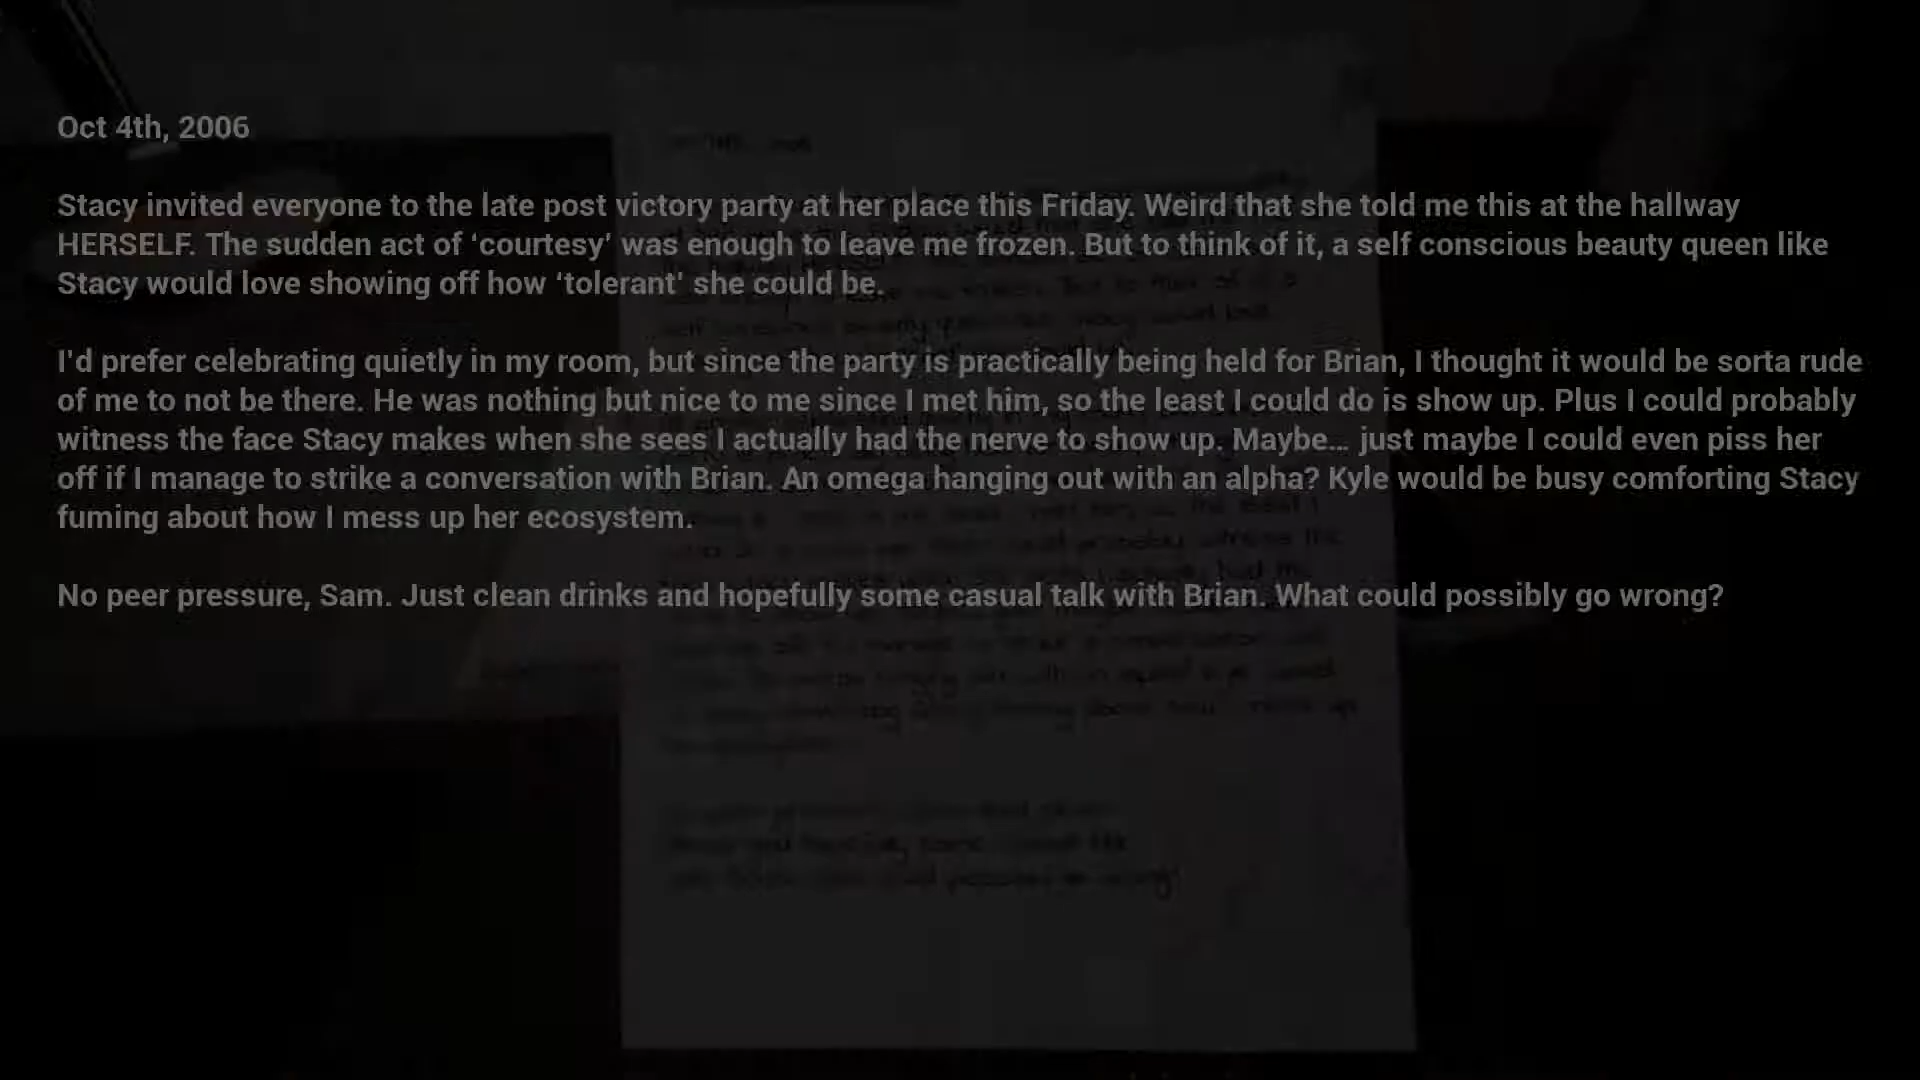 Oct 4th, 2006
Stacy invited everyone to the late post victory party at her place this Friday. Weird that she told me this at the hallway
HERSELF. The sudden act of ‘courtesy’ was enough to leave me frozen. But to think of it, a self conscious beauty queen like
Stacy would love showing off how ‘tolerant’ she could be.
I'd prefer celebrating quietly in my room, but since the party is practically being held for Brian, I thought it would be sorta rude
of me to not be there. He was nothing but nice to me since I met him, so the least I could do is show up. Plus I could probably
witness the face Stacy makes when she sees I actually had the nerve to show up. Maybe... just maybe I could even piss her
off if I manage to strike a conversation with Brian. An omega hanging out with an alpha? Kyle would be busy comforting Stacy
fuming about how I mess up her ecosystem.
No peer pressure, Sam. Just clean drinks and hopefully some casual talk with Brian. What could possibly go wrong?